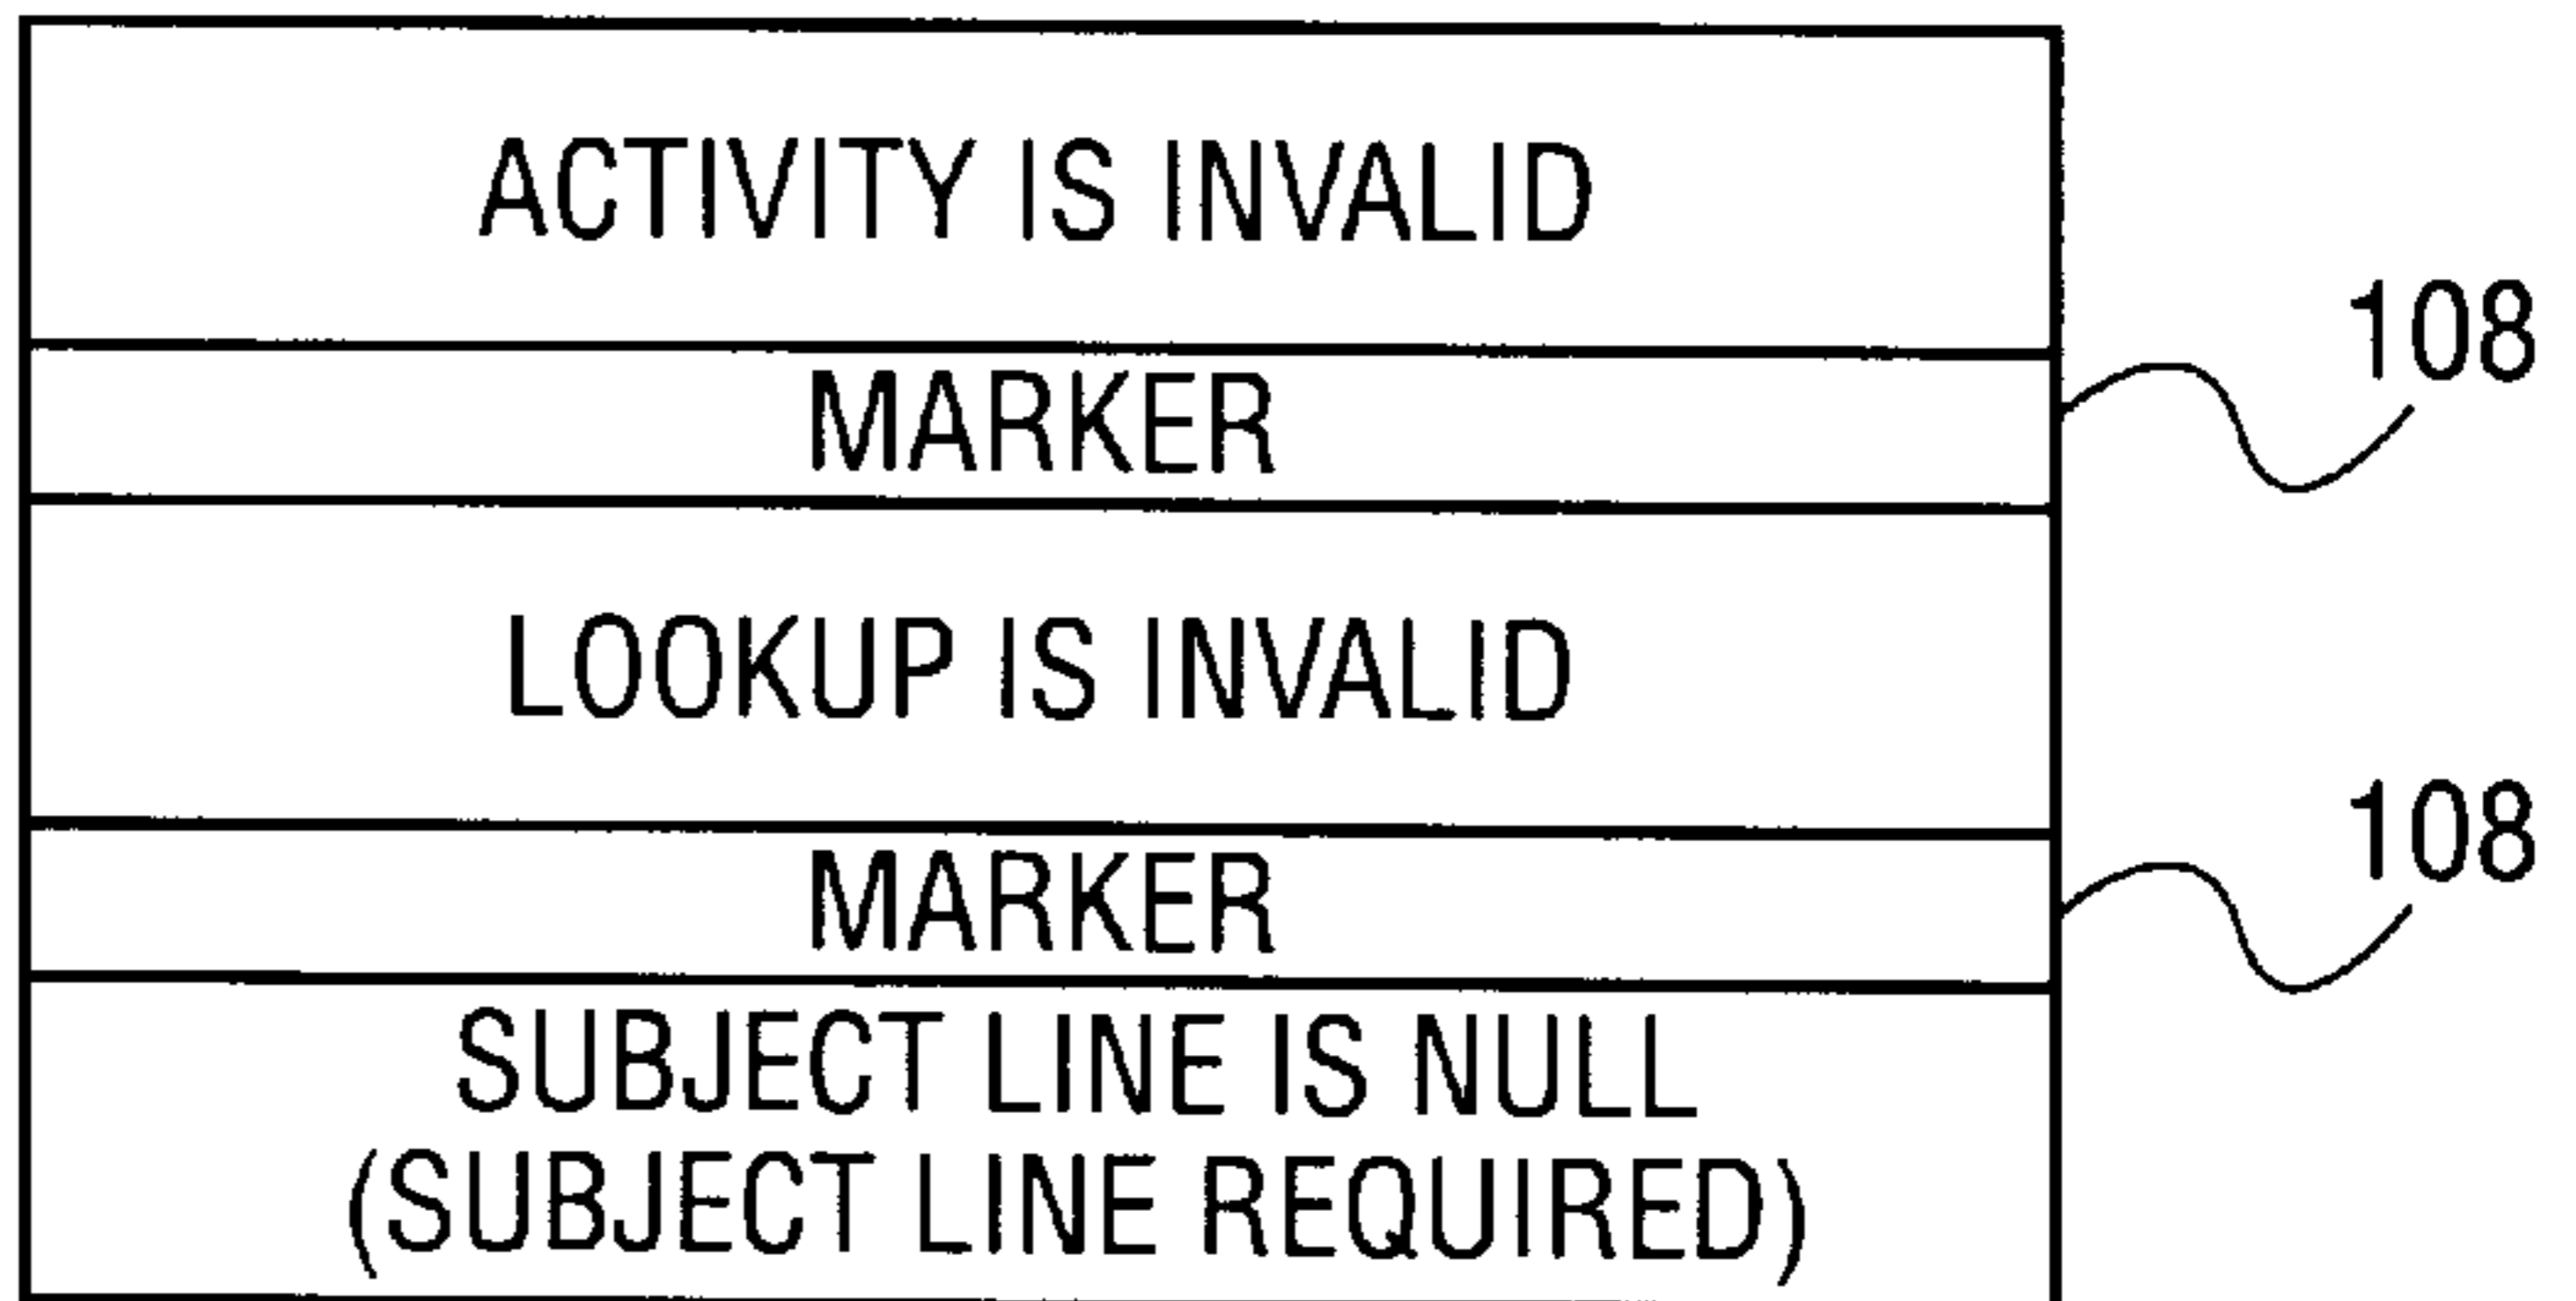 ACTIVITY IS INVALID
108
MARKER
LOOKUP IS INVALID
108
MARKER
SUBJECT LINE IS NULL
(SUBJECT LINE REQUIRED)